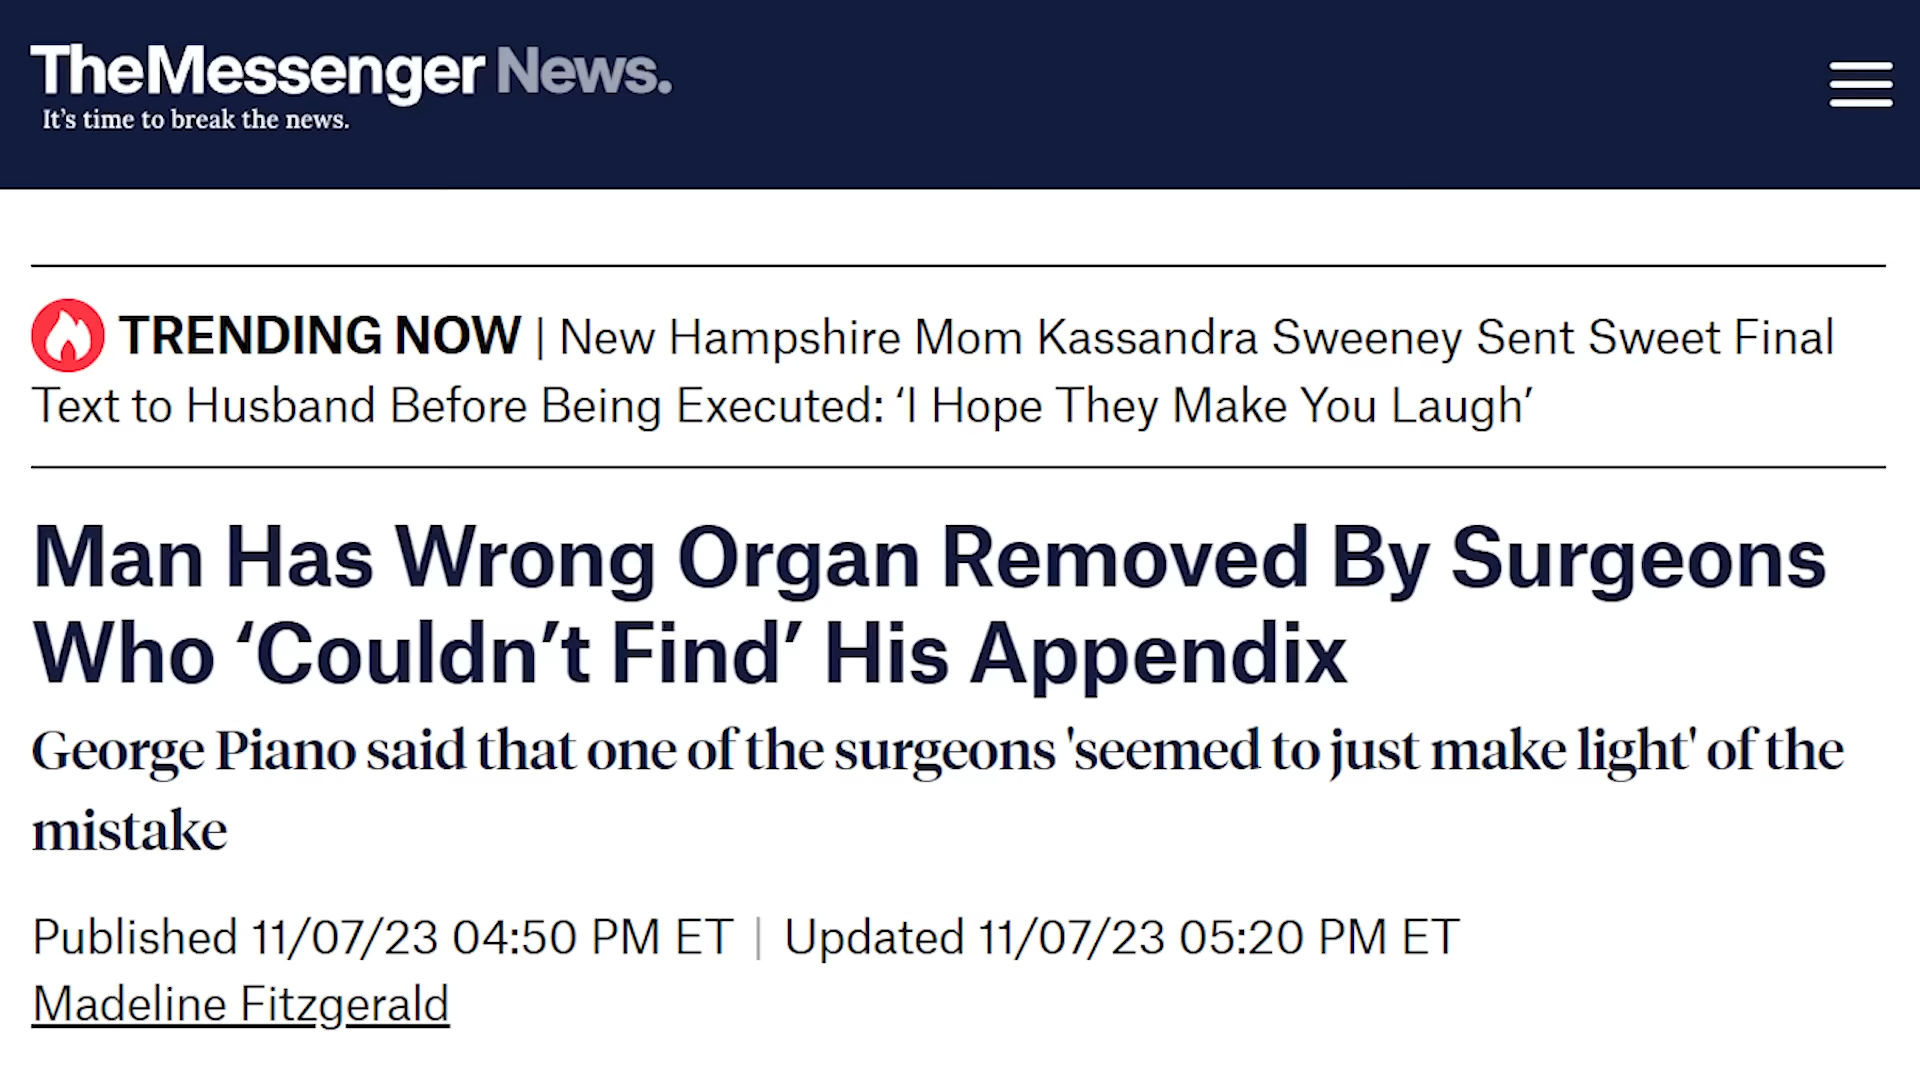 TheMessenger News.
It's time to break the news.
TRENDING NOW | New Hampshire Mom Kassandra Sweeney Sent Sweet Final
Text to Husband Before Being Executed: ‘I Hope They Make You Laugh’
Man Has Wrong Organ Removed By Surgeons
Who ‘Couldn’t Find’ His Appendix
George Piano said that one of the surgeons 'seemed to just make light' of the
mistake
Published 11/07/23 04:50 PM ET | Updated 11/07/23 05:20 PM ET
Madeline Fitzgerald